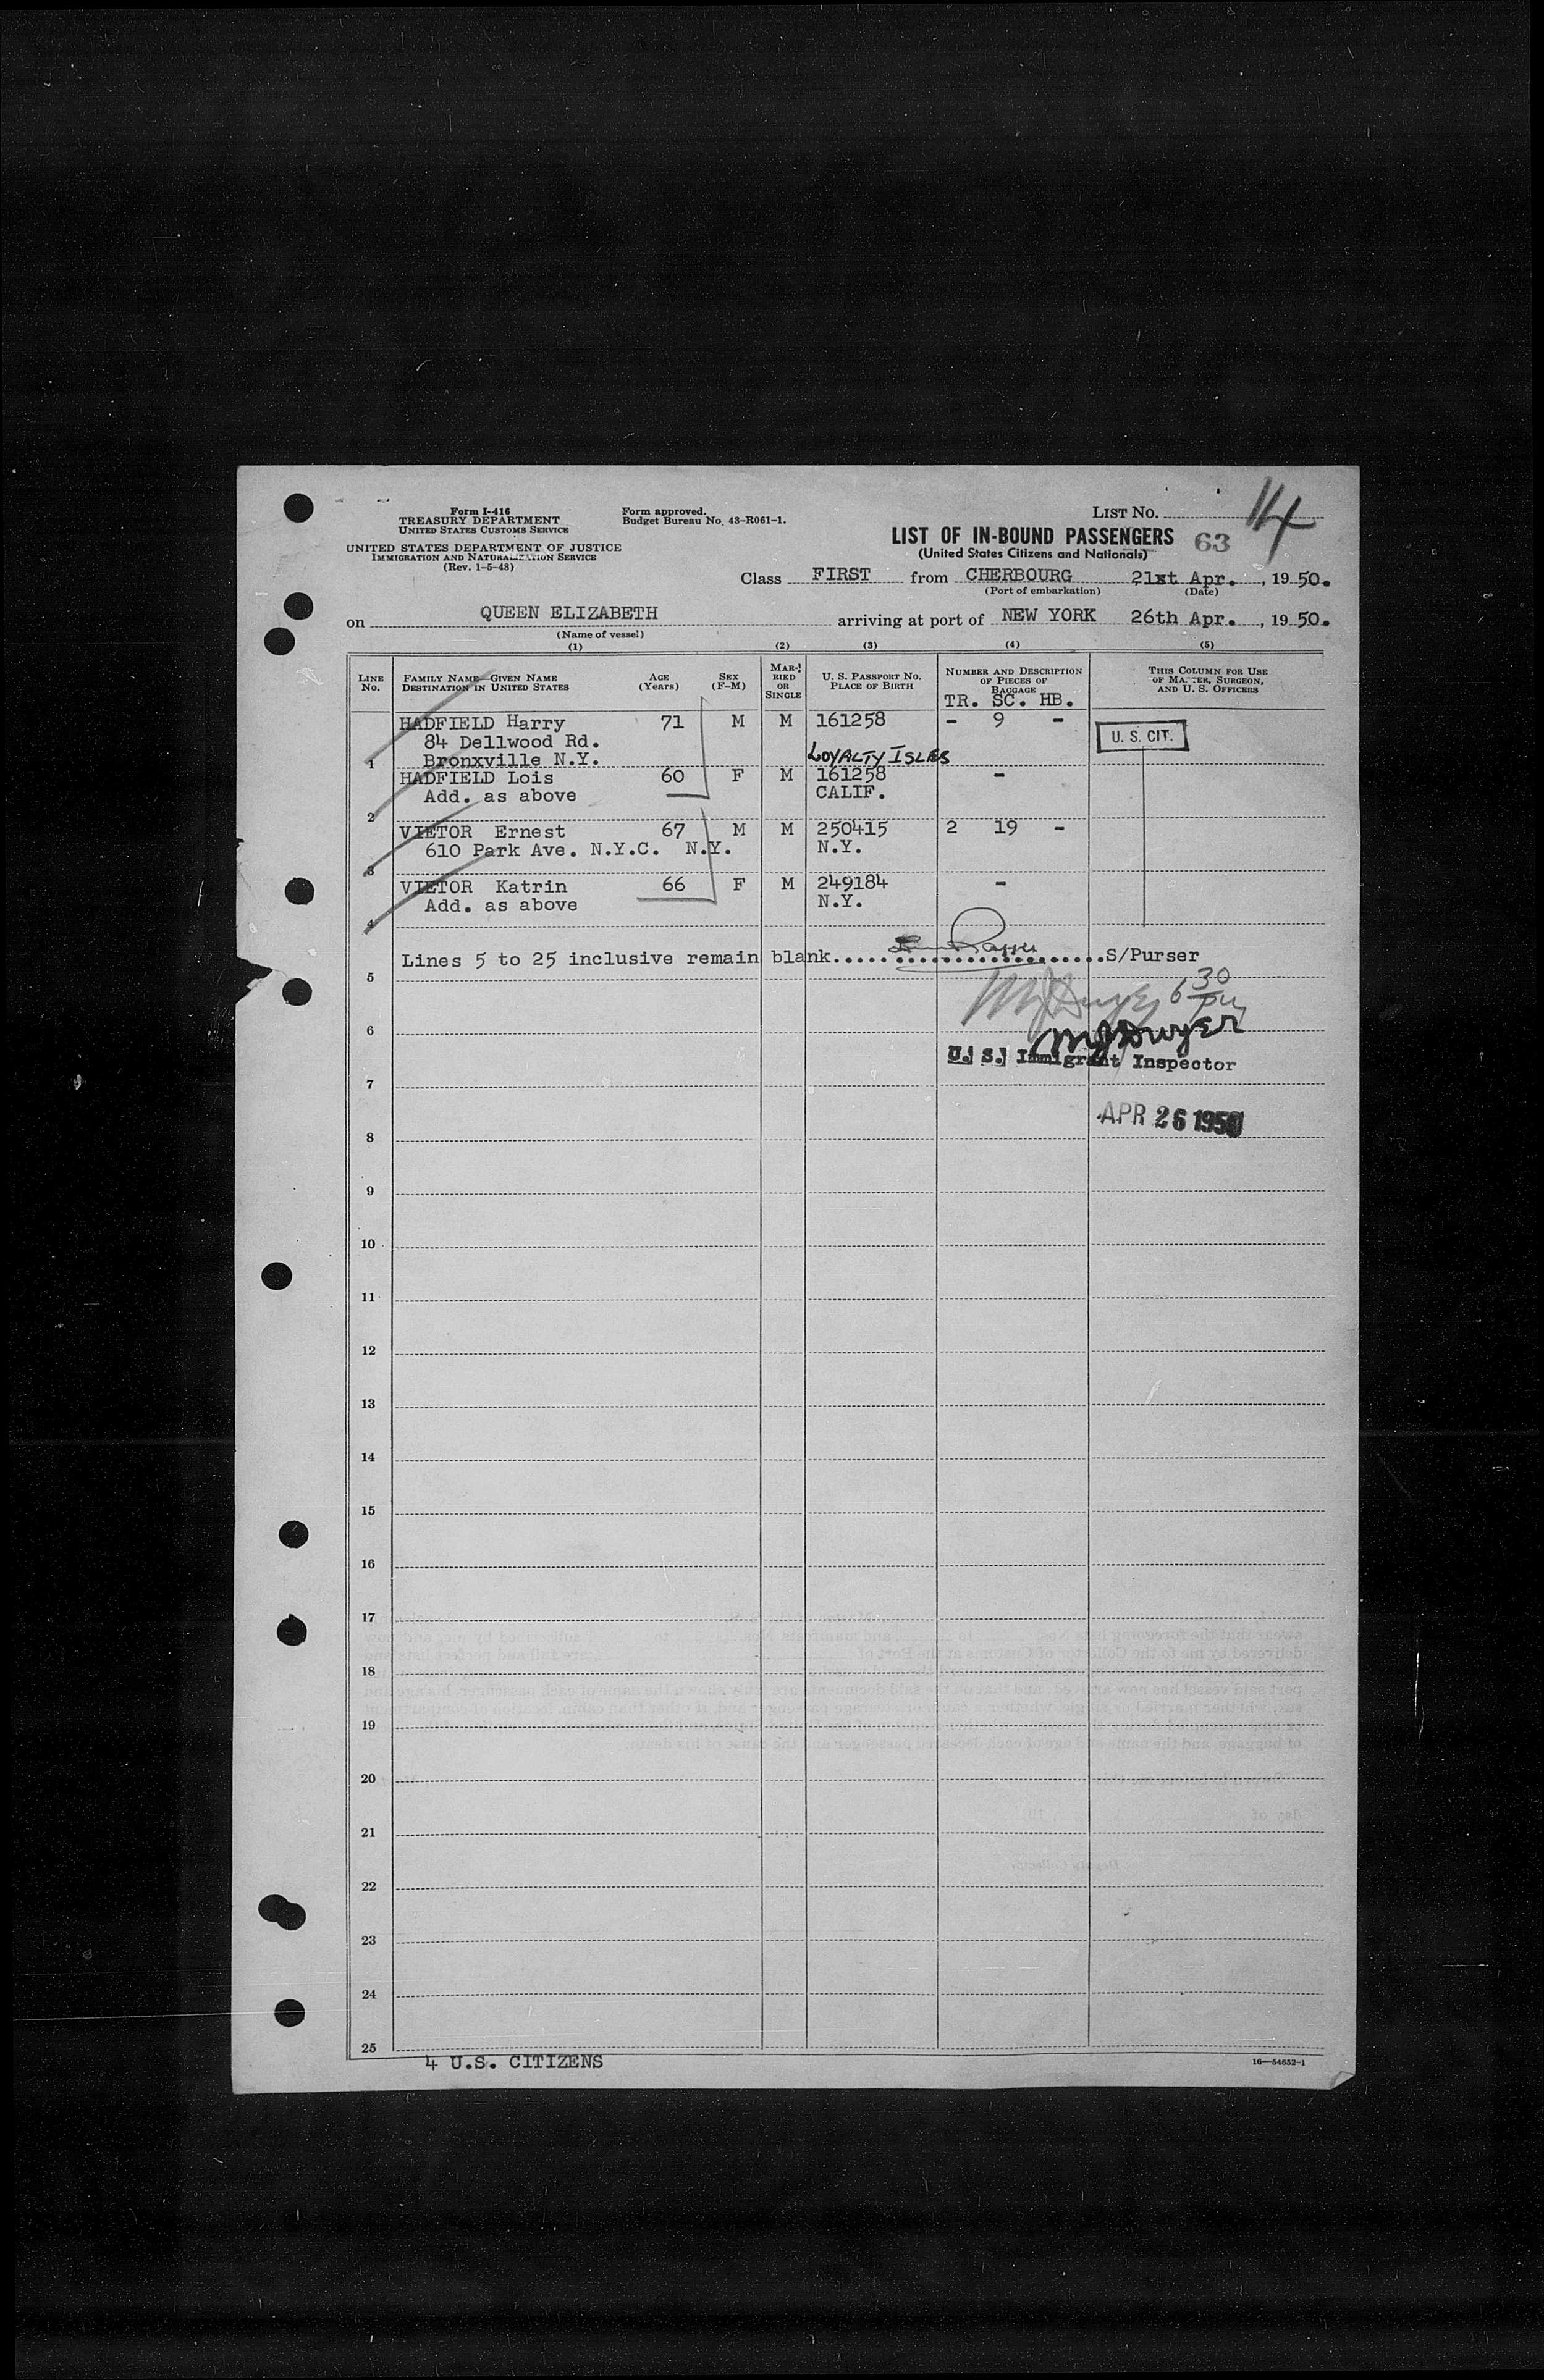 Form I-416
TREASURY DEPARTMENT
UNITED STATES CUSTOMS SERVICE
UNITED STATES DEPARTMENT OF JUSTICE
IMMIGRATION AND NATURALIZATION SERVICE
(Rev. 1-5-48)
Form approved.
Budget Bureau No. 43-R061-1.
LIST NO. 14
LIST OF IN-BOUND PASSENGERS 63
(United States Citizens and Nationals)
Class FIRST from CHERBOURG 21st Apr. , 19 50.
(Port of embarkation) (Date)
on QUEEN ELIZABETH arriving at port of NEW YORK 26th Apr. , 19 50.
(Name of vessel)
(1) (2) (3) (4) (5)
LINE NO. FAMILY NAME—GIVEN NAME DESTINATION IN UNITED STATES AGE (Years) SEX (F-M) MARRIED OR SINGLE U. S. PASSPORT NO. PLACE OF BIRTH NUMBER AND DESCRIPTION OF PIECES OF BAGGAGE THIS COLUMN FOR USE OF MASTER, SURGEON, AND U. S. OFFICERS
TR. SC. HB.
HADFIELD Harry 71 M M 161258 - 9 -
84 Dellwood Rd. U. S. CIT.
1 Bronxville N.Y. LOYALTY ISLES
HADFIELD Lois 60 F M 161258 -
Add. as above CALIF.
2
VIETOR Ernest 67 M M 250415 2 19 -
610 Park Ave. N.Y.C. N.Y. N.Y.
3
VIETOR Katrin 66 F M 249184 -
Add. as above N.Y.
4
Lines 5 to 25 inclusive remain blank.......................S/Purser
5
MJ Dwyer 6 30 pm
6
MJ Dwyer
U. S. Immigrant Inspector
7
APR 26 1950
8
9
10
11
12
13
14
15
16
17
18
19
20
21
22
23
24
25
4 U.S. CITIZENS
16—54652-1